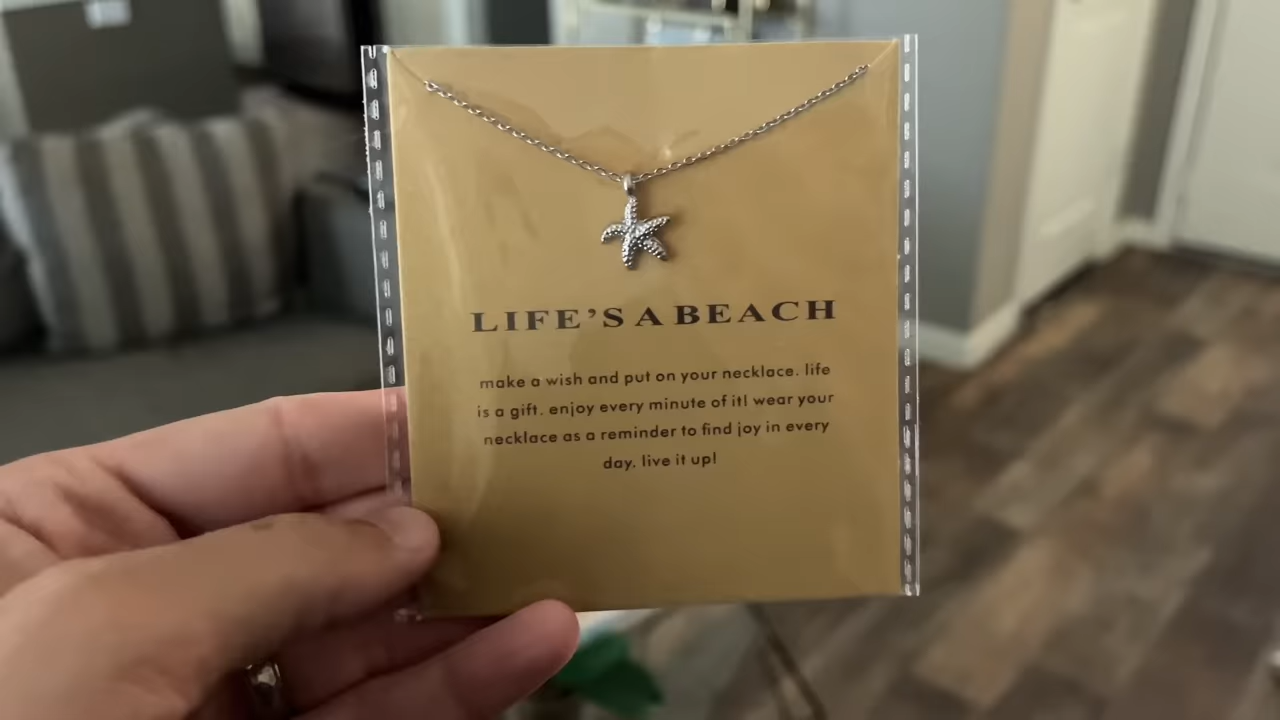 LIFE'S A BEACH
make a wish and put on your necklace. life
is a gift. enjoy every minute of it! wear your
necklace as a reminder to find joy in every
day. live it up!